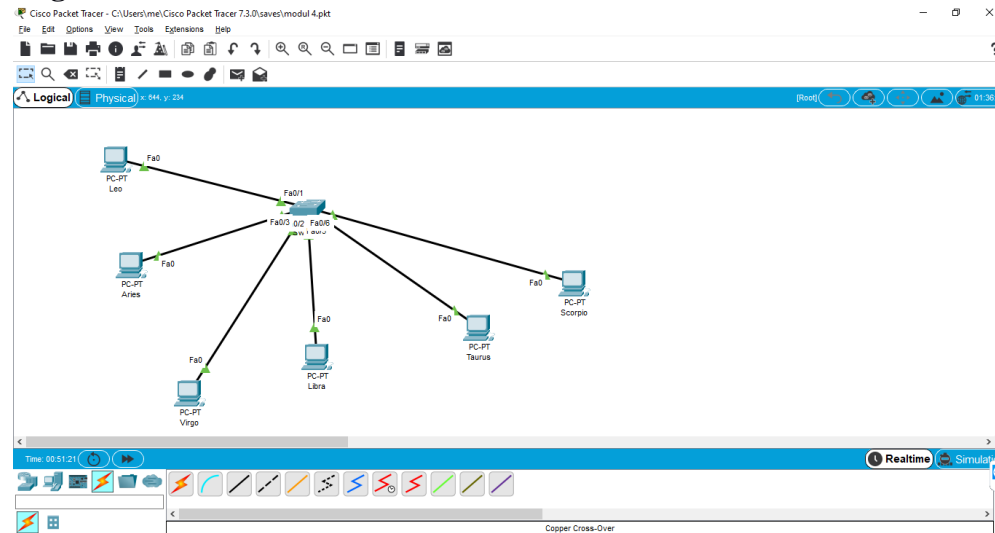 Cisco Packet Tracer - C:\Users\me\Cisco Packet Tracer 7.3.0\saves\modul 4.pkt
File Edit Options View Tools Extensions Help
Logical Physical x: 844, y: 234 [Root] 01:36
Fa0
PC-PT
Leo
Fa0/1
Fa0/3 0/2 Fa0/6
Fa0
PC-PT
Aries
Fa0
PC-PT
Scorpio
Fa0
PC-PT
Libra
Fa0
PC-PT
Taurus
Fa0
PC-PT
Virgo
Time: 00:51:21 Realtime Simulati
Copper Cross-Over